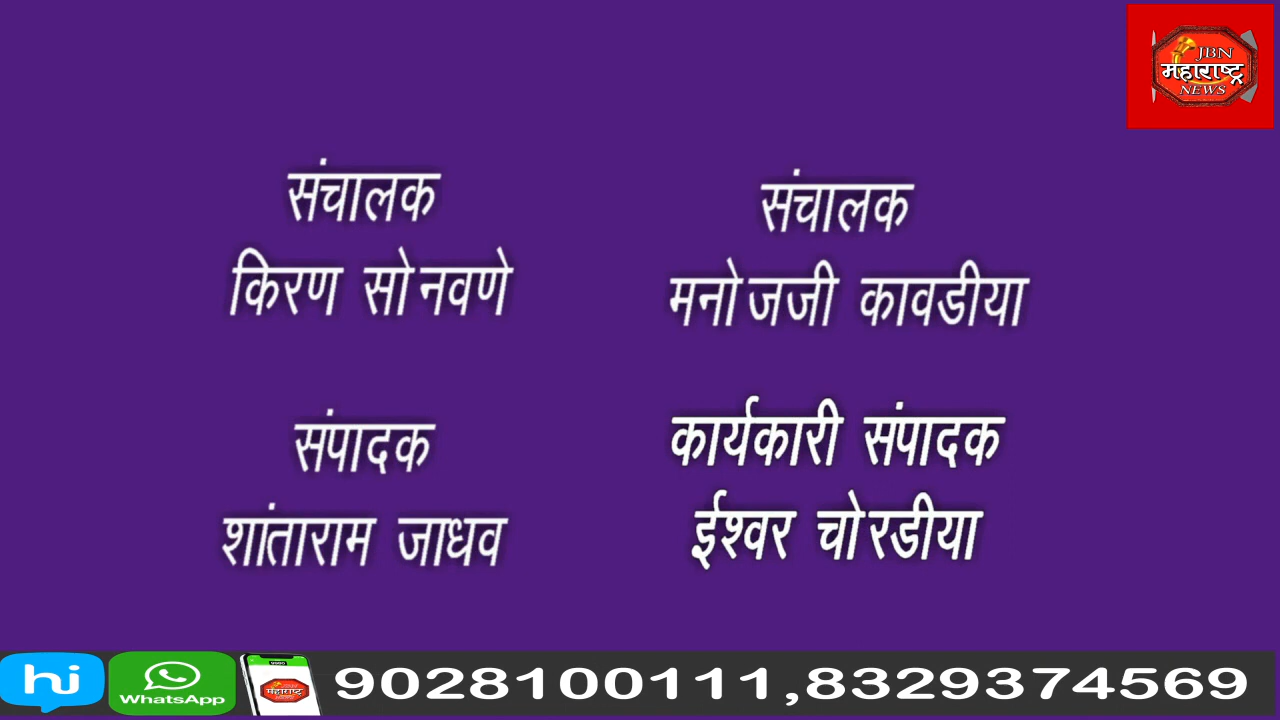 JBN
महाराष्ट्र
NEWS
संचालक
किरण सोनवणे
संचालक
मनोजजी कावडीया
संपादक
शांताराम जाधव
कार्यकारी संपादक
ईश्वर चोरडीया
hi
WhatsApp
महाराष्ट्र
9028100111,8329374569